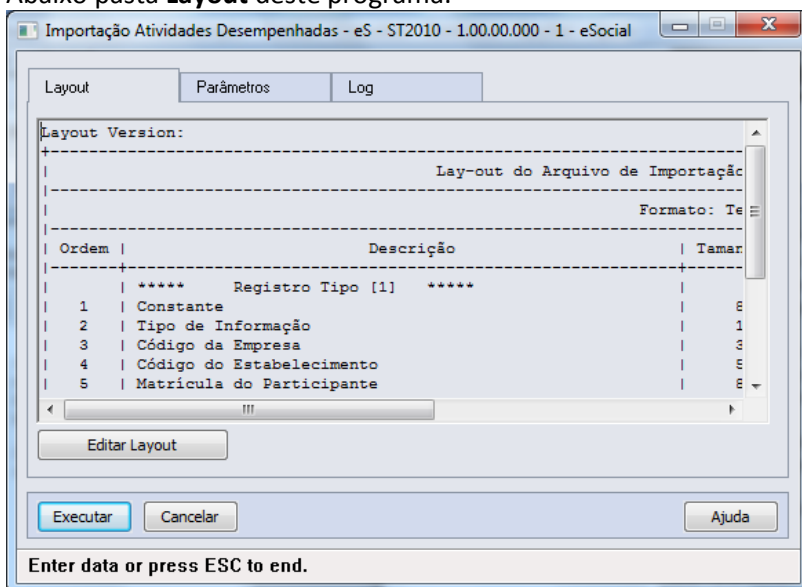 Abaixo pasta Layout deste programa:
Importação Atividades Desempenhadas - eS - ST2010 - 1.00.00.000 - 1 - eSocial
Layout Parâmetros Log
Layout Version:
Lay-out do Arquivo de Importação
Formato: Te
Ordem | Descrição | Taman
***** Registro Tipo [1] *****
1 | Constante
2 | Tipo de Informação | 1
3 | Código da Empresa | 3
4 | Código do Estabelecimento
5 | Matrícula do Participante
Editar Layout
Executar Cancelar Ajuda
Enter data or press ESC to end.